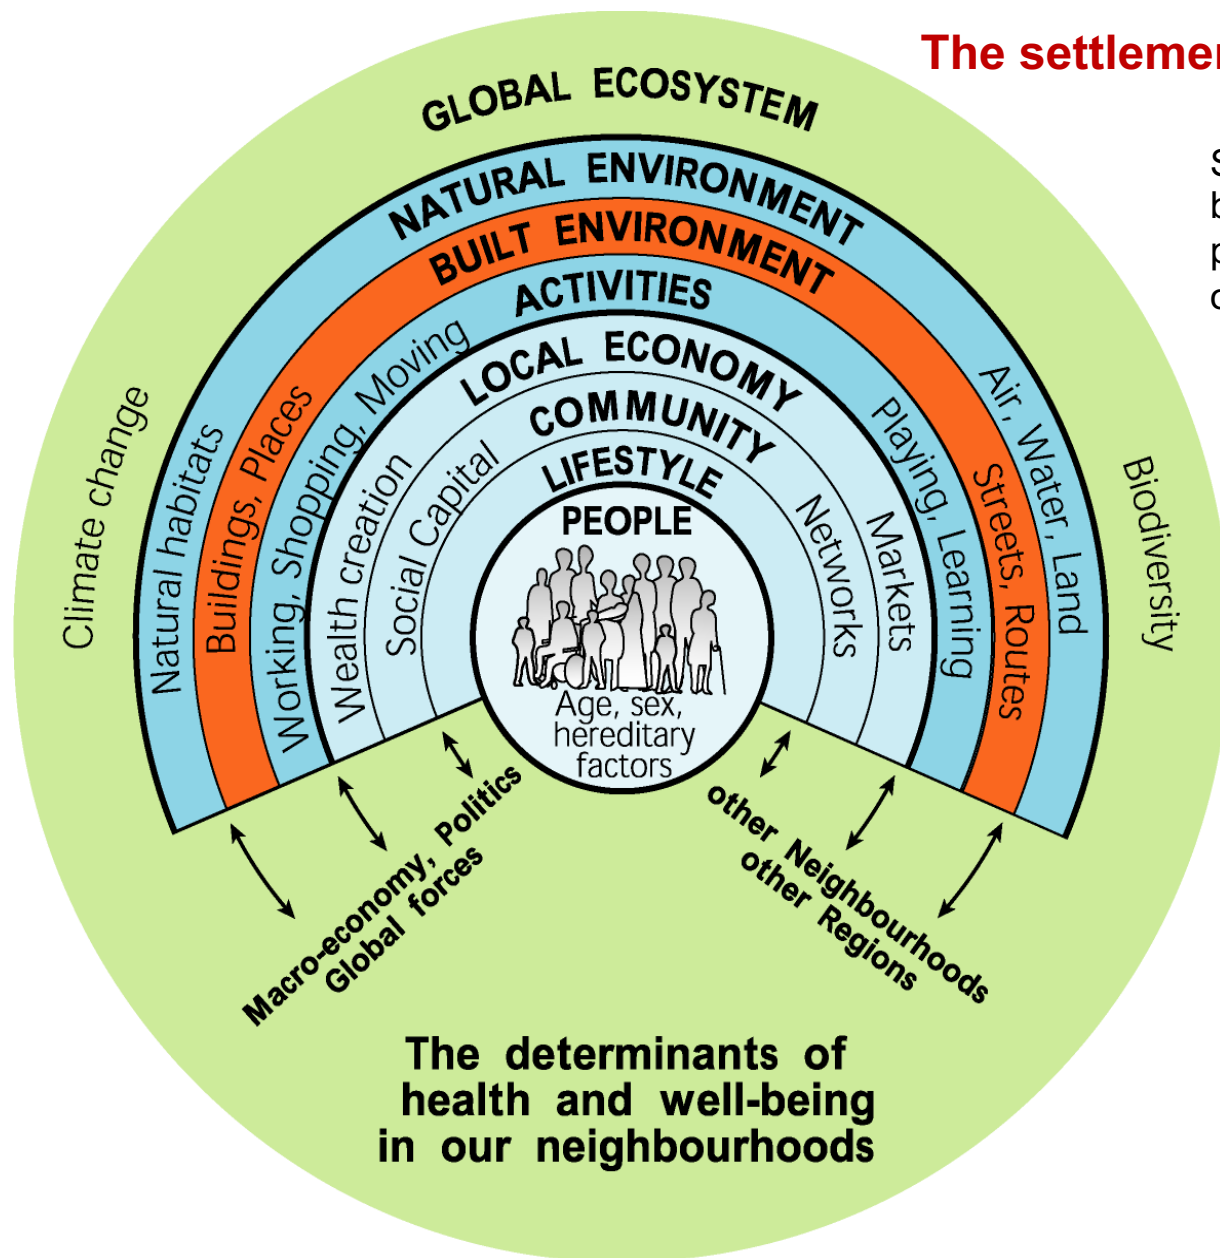 The settlemen
S
b
p
o
GLOBAL ECOSYSTEM
NATURAL ENVIRONMENT
BUILT ENVIRONMENT
ACTIVITIES
LOCAL ECONOMY
COMMUNITY
LIFESTYLE
PEOPLE
Age, sex,
hereditary
factors
Climate change
Natural habitats
Buildings, Places
Working, Shopping, Moving
Wealth creation
Social Capital
Networks
Markets
Playing, Learning
Streets, Routes
Air, Water, Land
Biodiversity
Macro-economy, Politics
Global forces
other Neighbourhoods
other Regions
The determinants of
health and well-being
in our neighbourhoods